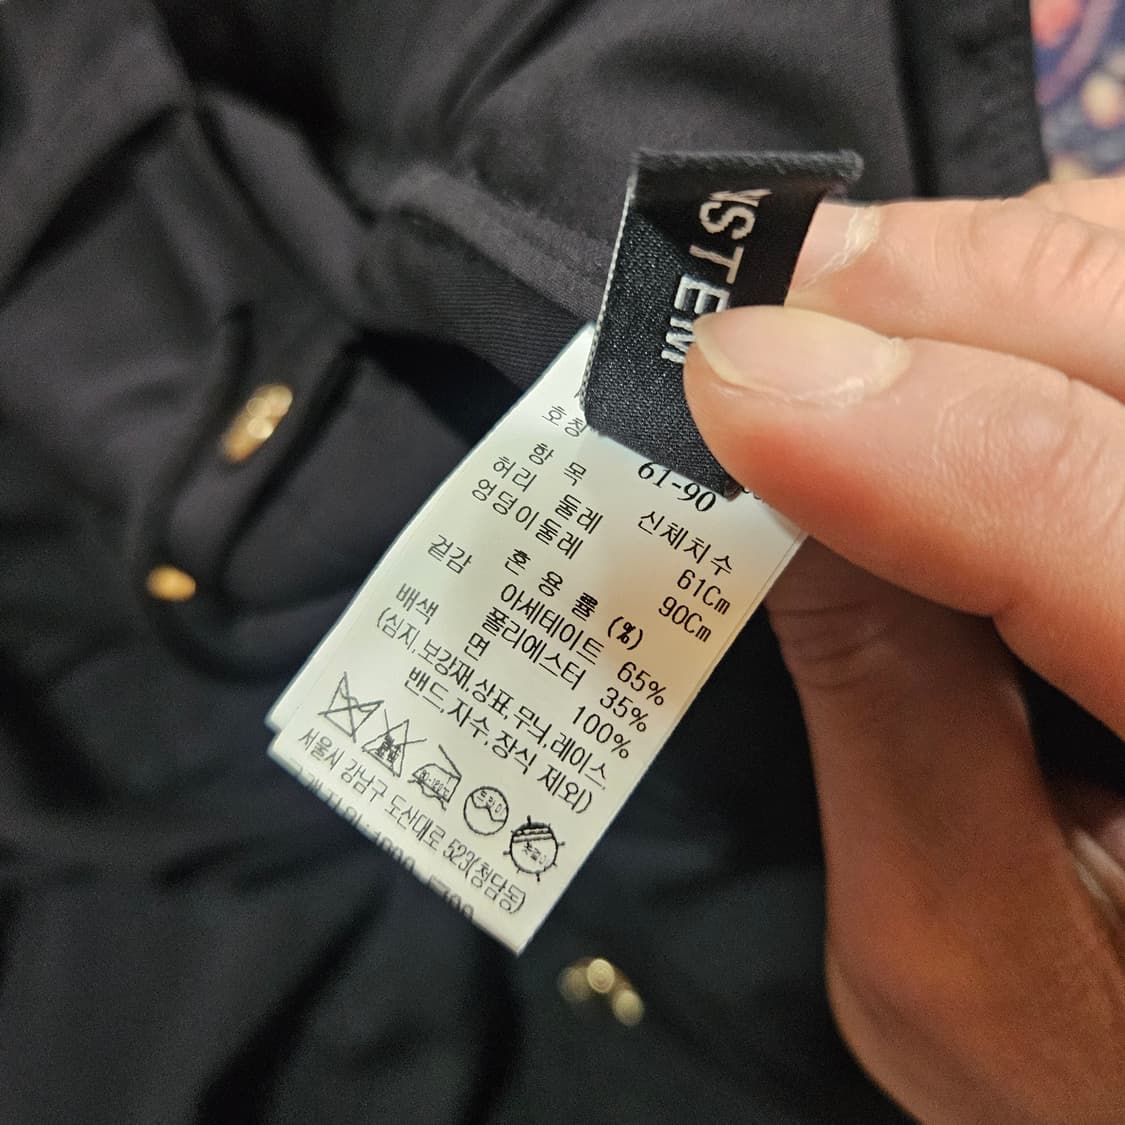 NSTEM
호칭 61-90
항 목 신체치수
허리 둘레 61Cm
엉덩이둘레 90Cm
혼 용 률 (%)
겉감 아세테이트 65%
폴리에스터 35%
배색 면 100%
(심지,보강재,상표,무늬,레이스,
밴드,자수,장식 제외)
드라이
서울시 강남구 도산대로 523(청담동)